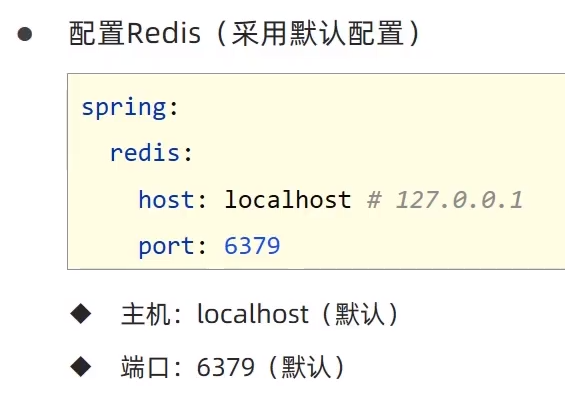 ● 配置Redis（采用默认配置）
spring:
  redis:
    host: localhost # 127.0.0.1
    port: 6379
◆ 主机：localhost（默认）
◆ 端口：6379（默认）